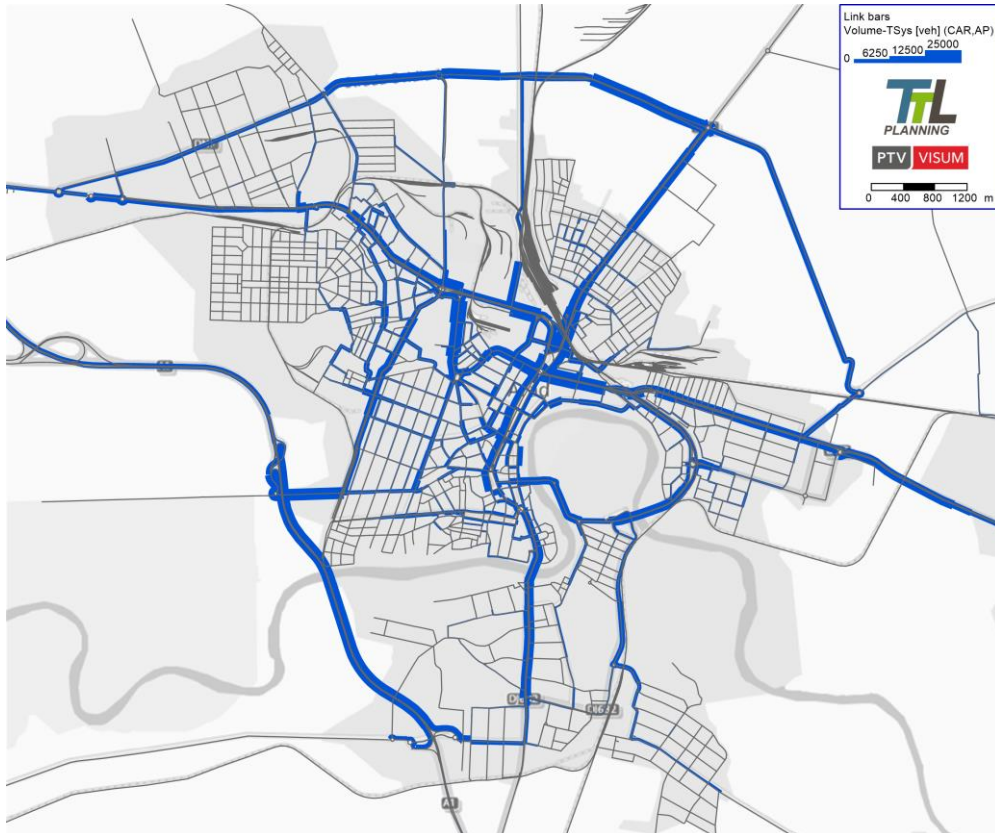 Link bars
Volume-TSys [veh] (CAR,AP)
0 6250 12500 25000
TTL
PLANNING
PTV VISUM
0 400 800 1200 m
A1